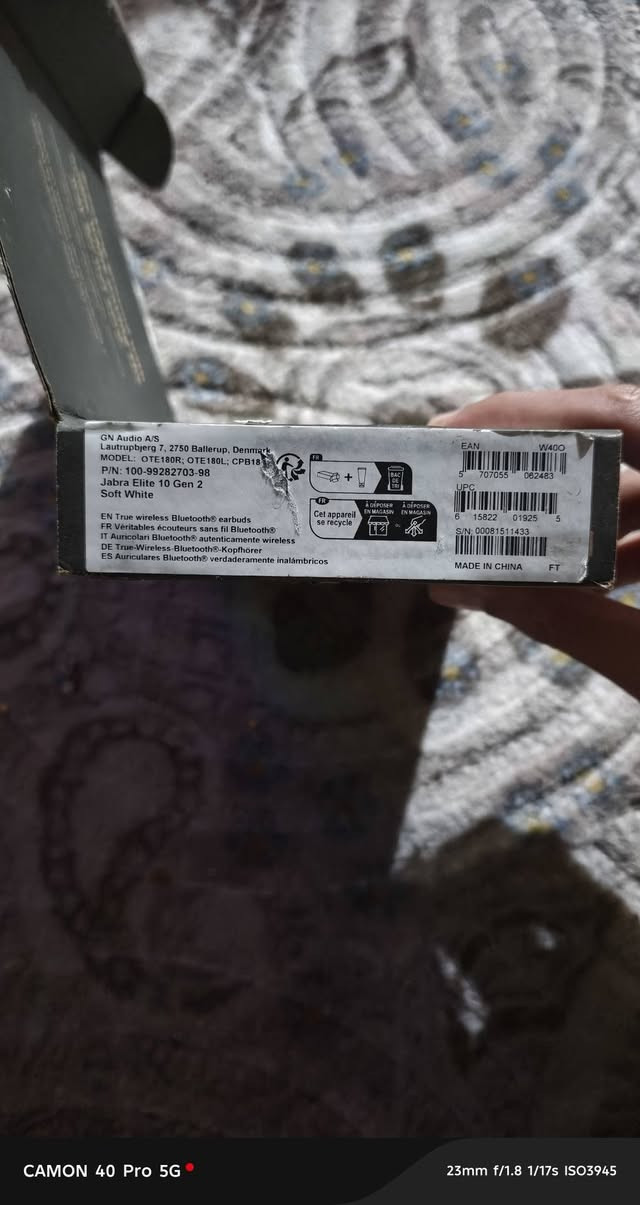 GN Audio A/S
Lautrupbjerg 7, 2750 Ballerup, Denmark
MODEL: OTE180R; OTE180L; CPB18
P/N: 100-99282703-98
Jabra Elite 10 Gen 2
Soft White
EN True wireless Bluetooth® earbuds
FR Véritables écouteurs sans fil Bluetooth®
IT Auricolari Bluetooth® autenticamente wireless
DE True-Wireless-Bluetooth®-Kopfhörer
ES Auriculares Bluetooth® verdaderamente inalámbricos
FR
+
BAC
DE
TRI
FR
Cet appareil
se recycle
À DÉPOSER
EN MAGASIN
À DÉPOSER
EN MAGASIN
EAN W40O
5 707055 062483
UPC
6 15822 01925 5
S/N: 00081511433
MADE IN CHINA FT
CAMON 40 Pro 5G
23mm f/1.8 1/17s ISO3945